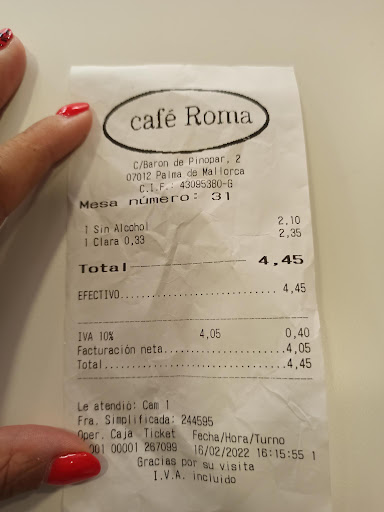 café Roma
C/Baron de Pinopar, 2
07012 Palma de Mallorca
C.I.F.: 43095380-G
Mesa número: 31
1 Sin Alcohol 2,10
1 Clara 0,33 2,35
Total 4,45
EFECTIVO............................ 4,45
IVA 10% 4,05 0,40
Facturación neta......................4,05
Total.................................4,45
Le atendió: Cam 1
Fra. Simplificada: 244595
Oper. Caja Ticket Fecha/Hora/Turno
001 00001 287099 16/02/2022 16:15:55 1
Gracias por su visita
I.V.A. incluido